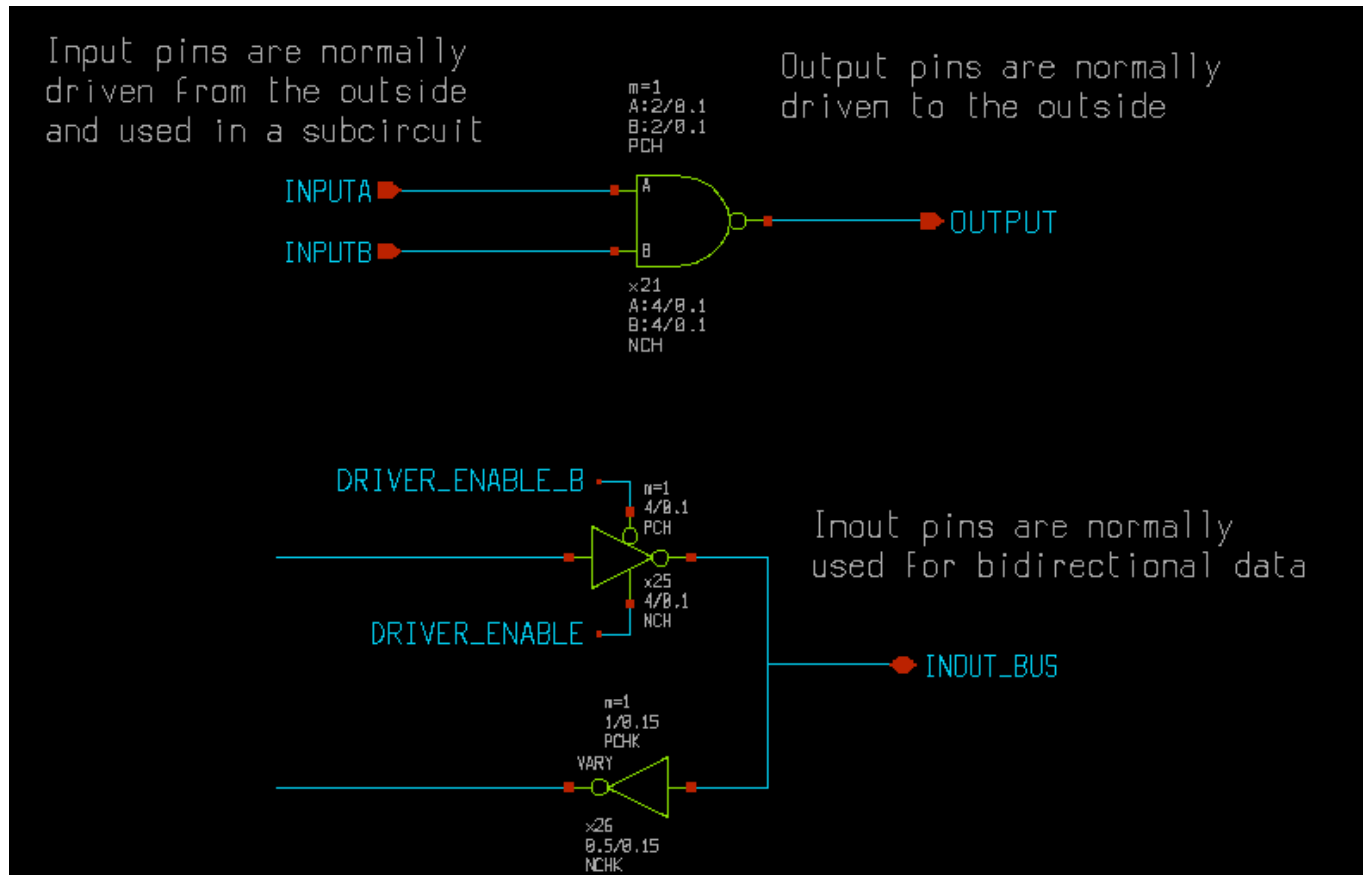 Input pins are normally
driven from the outside
and used in a subcircuit
Output pins are normally
driven to the outside
m=1
A:2/0.1
B:2/0.1
PCH
INPUTA
A
INPUTB
B
OUTPUT
x21
A:4/0.1
B:4/0.1
NCH
DRIVER_ENABLE_B
m=1
4/0.1
PCH
x25
4/0.1
NCH
DRIVER_ENABLE
Inout pins are normally
used for bidirectional data
INOUT_BUS
m=1
1/0.15
PCHK
VARY
x26
0.5/0.15
NCHK